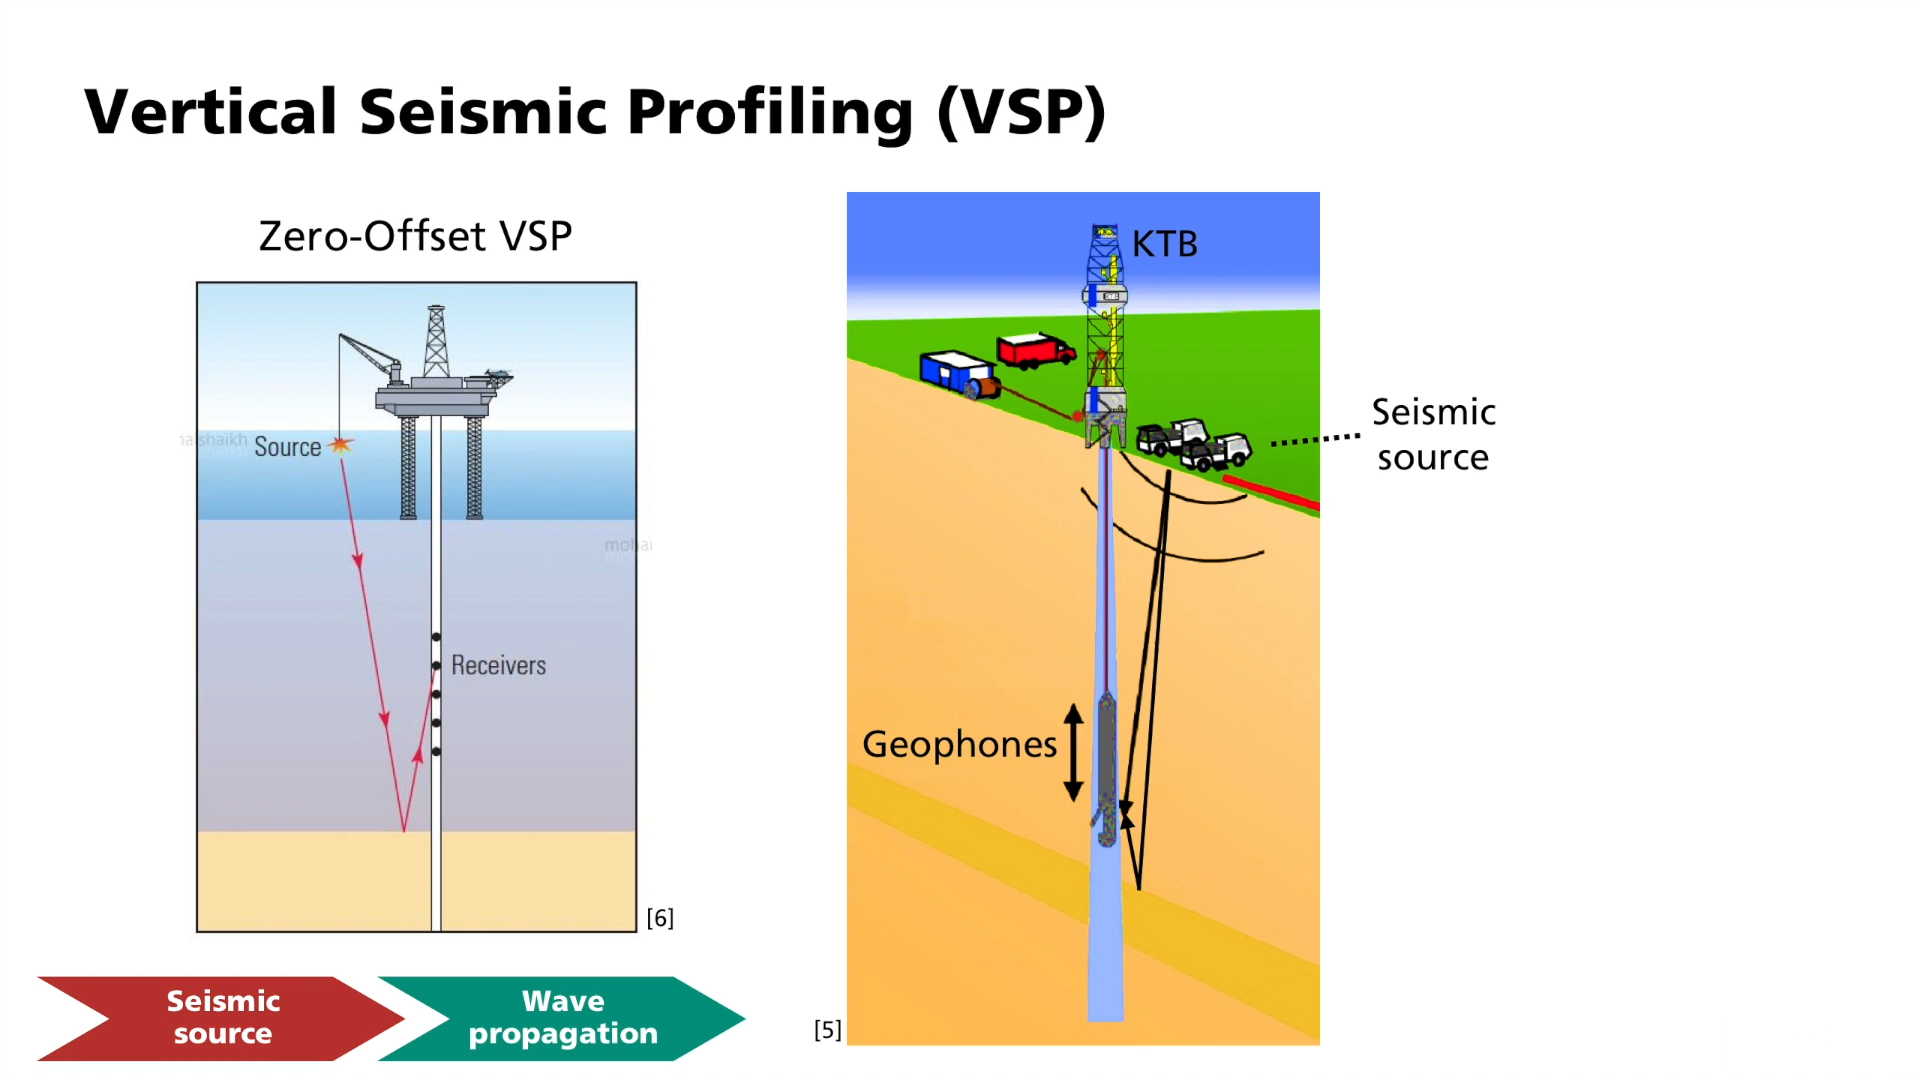 Vertical Seismic Profiling (VSP)
Zero-Offset VSP
Source
Receivers
[6]
KTB
KTB
Seismic
source
Geophones
[5]
Seismic
source
Wave
propagation